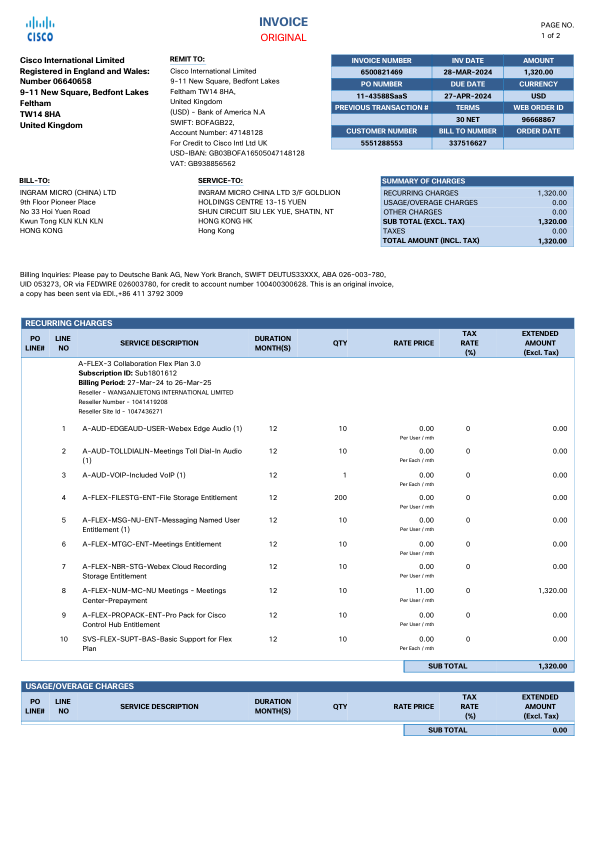 CISCO
INVOICE
ORIGINAL
PAGE NO.
1 of 2
Cisco International Limited
Registered in England and Wales:
Number 06640658
9-11 New Square, Bedfont Lakes
Feltham
TW14 8HA
United Kingdom
REMIT TO:
Cisco International Limited
9-11 New Square, Bedfont Lakes
Feltham TW14 8HA,
United Kingdom
(USD) - Bank of America N.A
SWIFT: BOFAGB22,
Account Number: 47148128
For Credit to Cisco Intl Ltd UK
USD-IBAN: GB03BOFA16505047148128
VAT: GB938856562
INVOICE NUMBER INV DATE AMOUNT
6500821469 28-MAR-2024 1,320.00
PO NUMBER DUE DATE CURRENCY
11-43588SaaS 27-APR-2024 USD
PREVIOUS TRANSACTION # TERMS WEB ORDER ID
30 NET 96668867
CUSTOMER NUMBER BILL TO NUMBER ORDER DATE
5551288553 337516627
BILL-TO:
INGRAM MICRO (CHINA) LTD
9th Floor Pioneer Place
No 33 Hoi Yuen Road
Kwun Tong KLN KLN KLN
HONG KONG
SERVICE-TO:
INGRAM MICRO CHINA LTD 3/F GOLDLION
HOLDINGS CENTRE 13-15 YUEN
SHUN CIRCUIT SIU LEK YUE, SHATIN, NT
HONG KONG HK
Hong Kong
SUMMARY OF CHARGES
RECURRING CHARGES 1,320.00
USAGE/OVERAGE CHARGES 0.00
OTHER CHARGES 0.00
SUB TOTAL (EXCL. TAX) 1,320.00
TAXES 0.00
TOTAL AMOUNT (INCL. TAX) 1,320.00
Billing Inquiries: Please pay to Deutsche Bank AG, New York Branch, SWIFT DEUTUS33XXX, ABA 026-003-780,
UID 053273, OR via FEDWIRE 026003780, for credit to account number 100400300628. This is an original invoice,
a copy has been sent via EDI.,+86 411 3792 3009
RECURRING CHARGES
PO LINE# LINE NO SERVICE DESCRIPTION DURATION MONTH(S) QTY RATE PRICE TAX RATE (%) EXTENDED AMOUNT (Excl. Tax)
A-FLEX-3 Collaboration Flex Plan 3.0
Subscription ID: Sub1801612
Billing Period: 27-Mar-24 to 26-Mar-25
Reseller - WANGANJIETONG INTERNATIONAL LIMITED
Reseller Number - 1041419208
Reseller Site Id - 1047436271
1 A-AUD-EDGEAUD-USER-Webex Edge Audio (1) 12 10 0.00 0 0.00
Per User / mth
2 A-AUD-TOLLDIALIN-Meetings Toll Dial-In Audio 12 10 0.00 0 0.00
(1) Per Each / mth
3 A-AUD-VOIP-Included VoIP (1) 12 1 0.00 0 0.00
Per Each / mth
4 A-FLEX-FILESTG-ENT-File Storage Entitlement 12 200 0.00 0 0.00
Per User / mth
5 A-FLEX-MSG-NU-ENT-Messaging Named User 12 10 0.00 0 0.00
Entitlement (1) Per User / mth
6 A-FLEX-MTGC-ENT-Meetings Entitlement 12 10 0.00 0 0.00
Per User / mth
7 A-FLEX-NBR-STG-Webex Cloud Recording 12 10 0.00 0 0.00
Storage Entitlement Per User / mth
8 A-FLEX-NUM-MC-NU Meetings - Meetings 12 10 11.00 0 1,320.00
Center-Prepayment Per User / mth
9 A-FLEX-PROPACK-ENT-Pro Pack for Cisco 12 10 0.00 0 0.00
Control Hub Entitlement Per User / mth
10 SVS-FLEX-SUPT-BAS-Basic Support for Flex 12 10 0.00 0 0.00
Plan Per Each / mth
SUB TOTAL 1,320.00
USAGE/OVERAGE CHARGES
PO LINE# LINE NO SERVICE DESCRIPTION DURATION MONTH(S) QTY RATE PRICE TAX RATE (%) EXTENDED AMOUNT (Excl. Tax)
SUB TOTAL 0.00